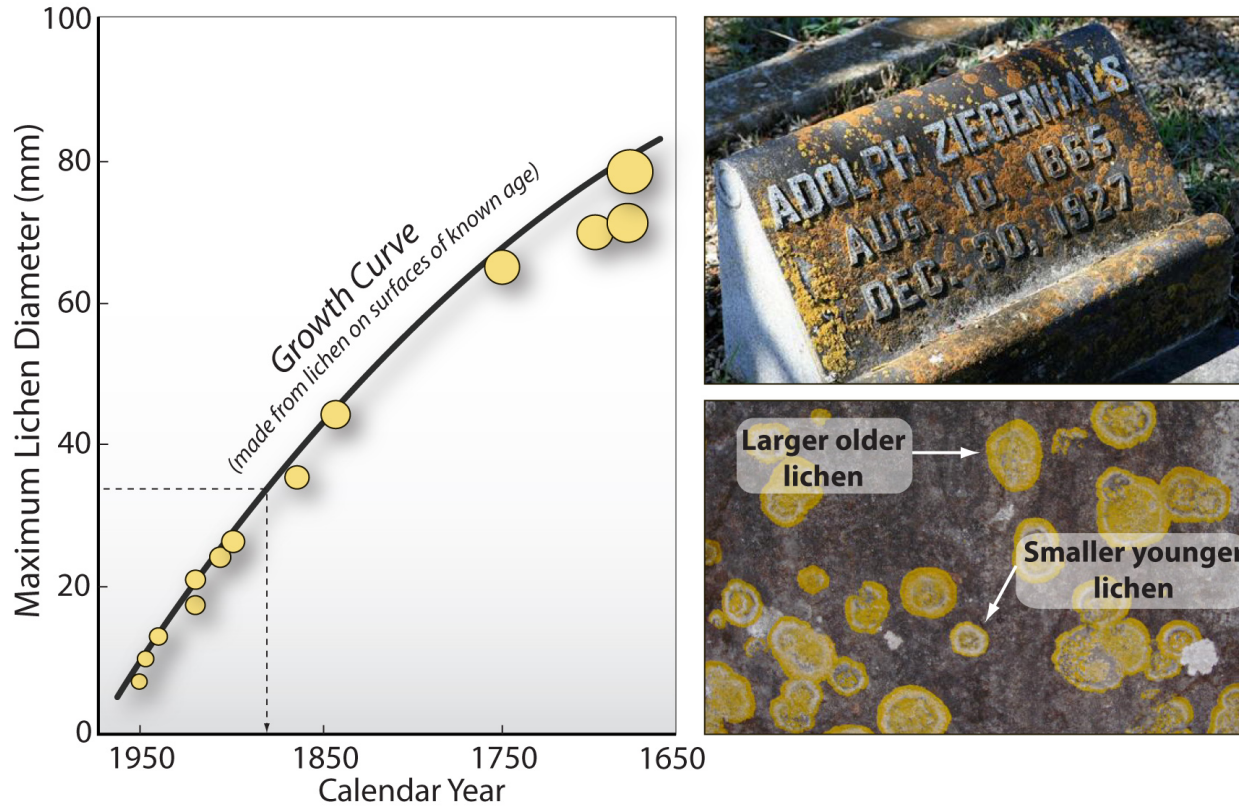 100
80
60
40
20
0
Maximum Lichen Diameter (mm)
Growth Curve
(made from lichen on surfaces of known age)
1950
1850
1750
1650
Calendar Year
ADOLPH ZIEGENHALS
AUG. 10, 1865
DEC. 30, 1927
Larger older
lichen
Smaller younger
lichen